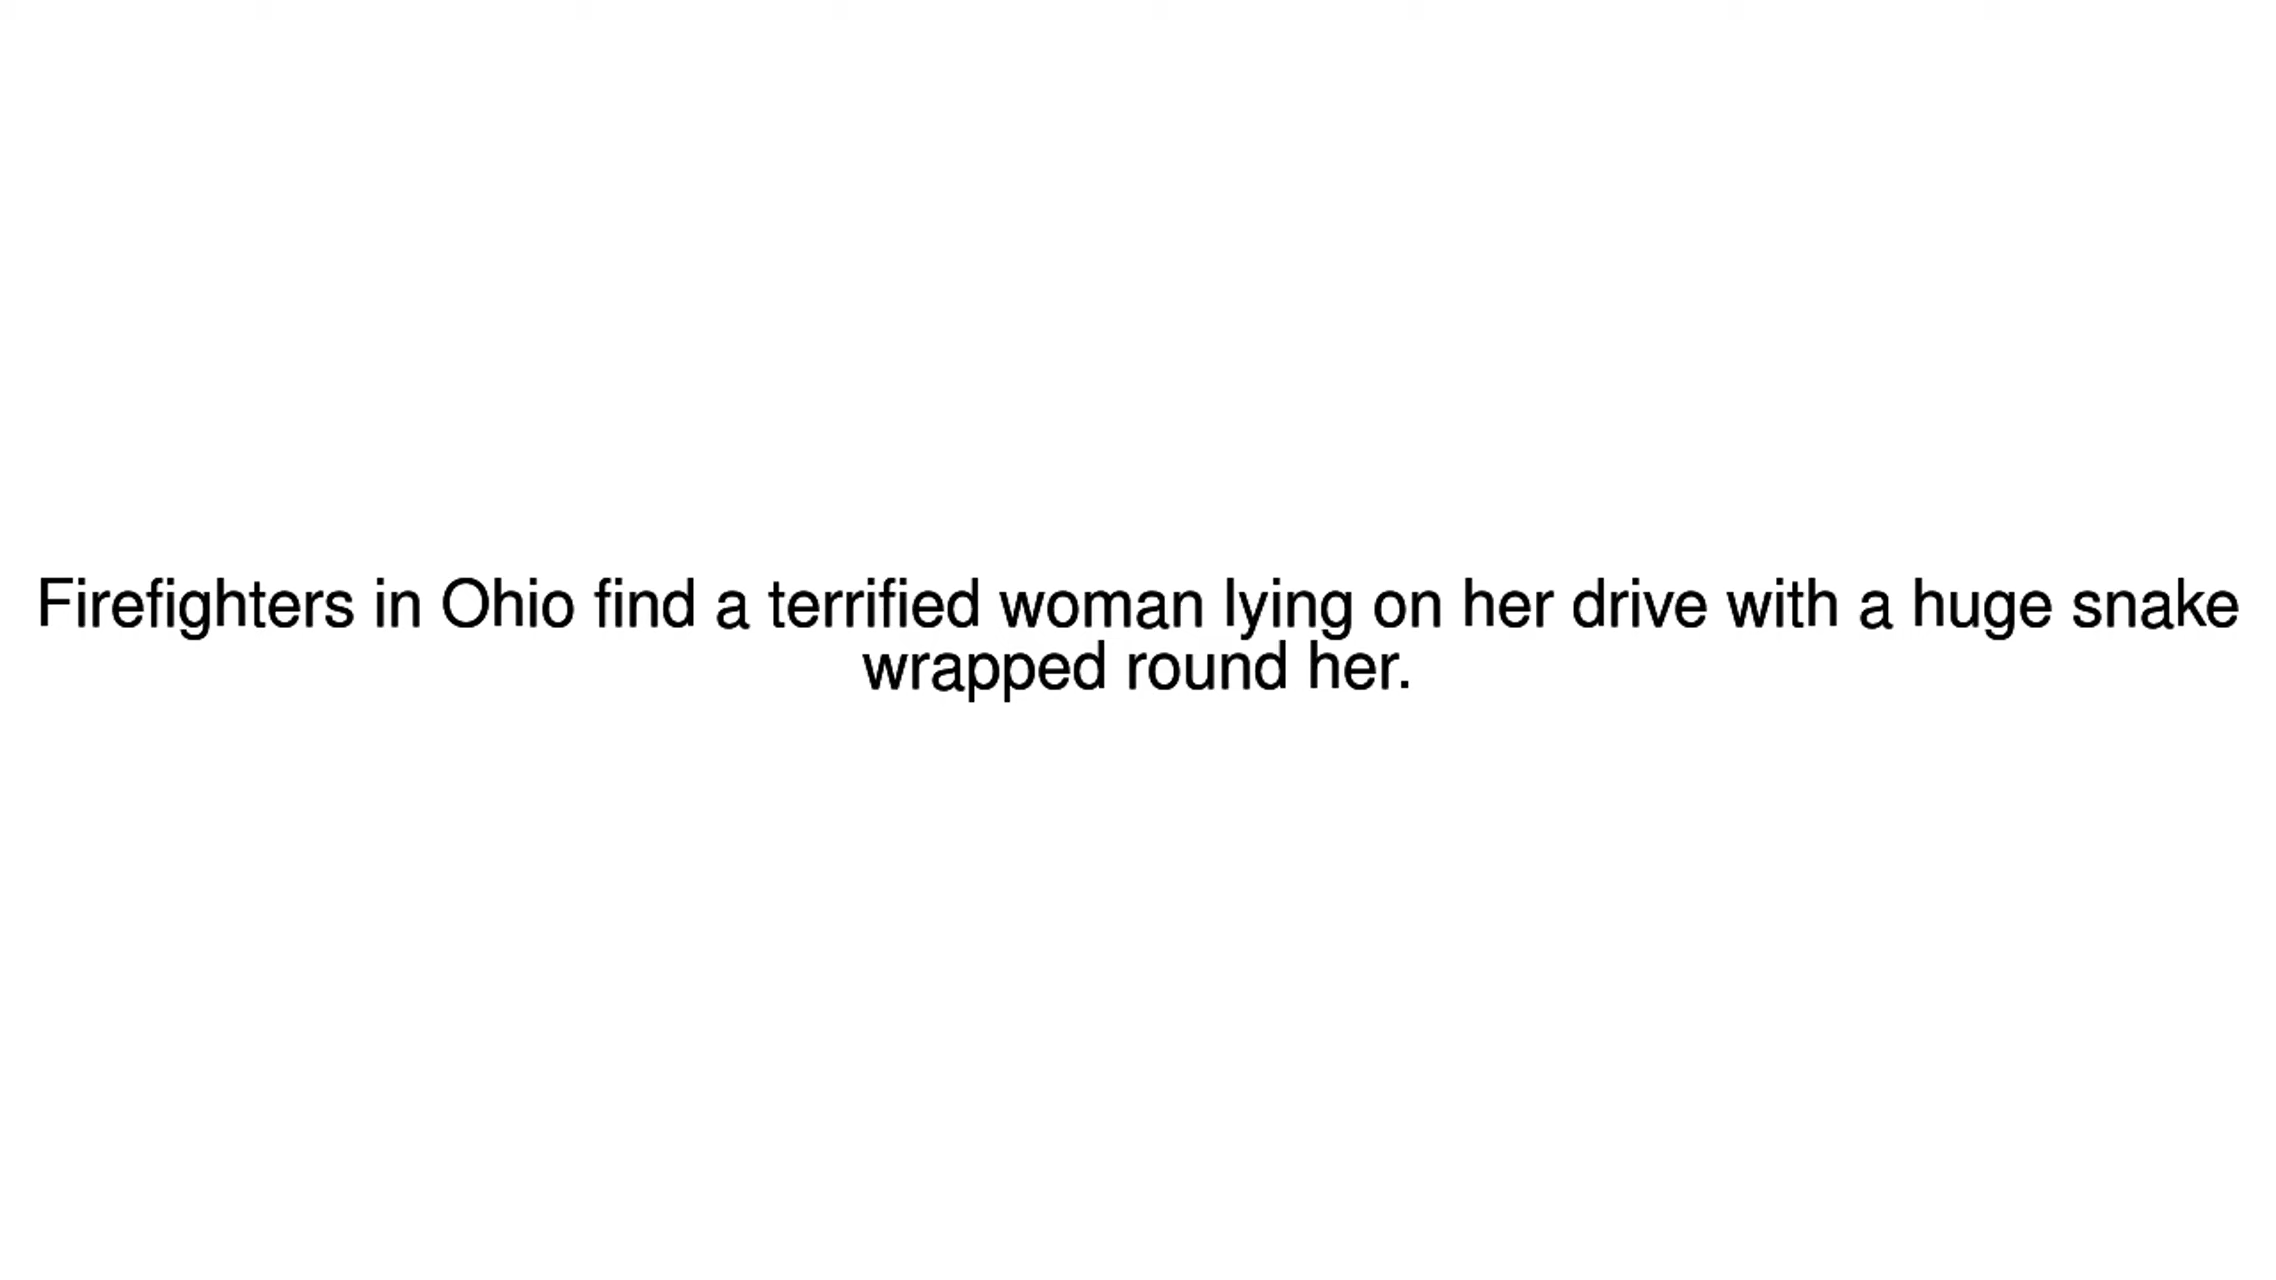 Firefighters in Ohio find a terrified woman lying on her drive with a huge snake
wrapped round her.